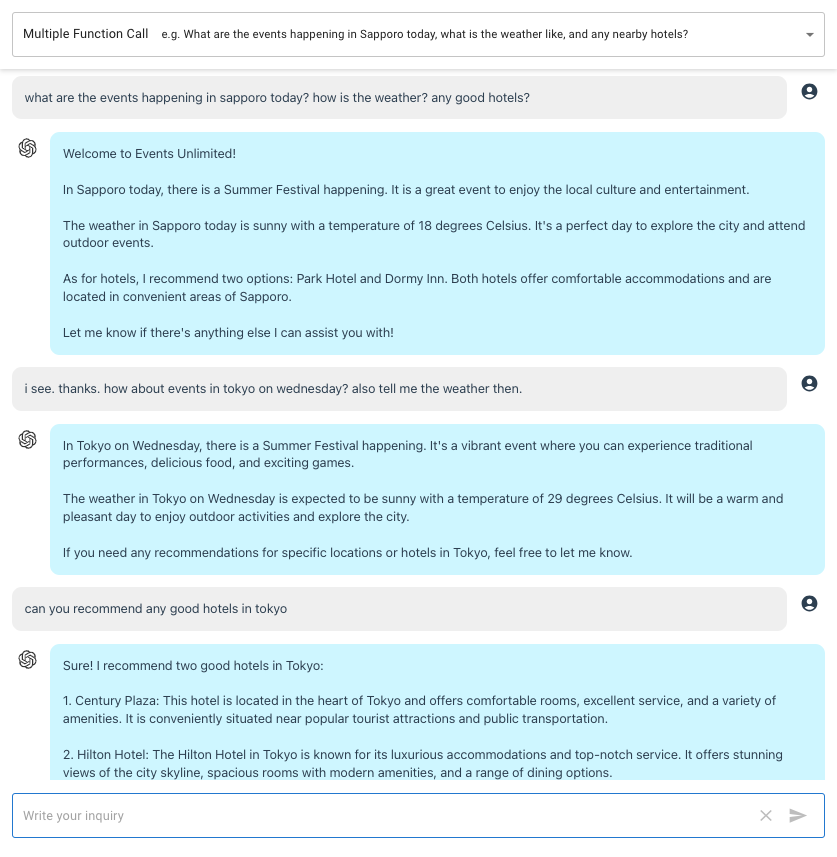 Multiple Function Call e.g. What are the events happening in Sapporo today, what is the weather like, and any nearby hotels?
what are the events happening in sapporo today? how is the weather? any good hotels?
Welcome to Events Unlimited!
In Sapporo today, there is a Summer Festival happening. It is a great event to enjoy the local culture and entertainment.
The weather in Sapporo today is sunny with a temperature of 18 degrees Celsius. It's a perfect day to explore the city and attend
outdoor events.
As for hotels, I recommend two options: Park Hotel and Dormy Inn. Both hotels offer comfortable accommodations and are
located in convenient areas of Sapporo.
Let me know if there's anything else I can assist you with!
i see. thanks. how about events in tokyo on wednesday? also tell me the weather then.
In Tokyo on Wednesday, there is a Summer Festival happening. It's a vibrant event where you can experience traditional
performances, delicious food, and exciting games.
The weather in Tokyo on Wednesday is expected to be sunny with a temperature of 29 degrees Celsius. It will be a warm and
pleasant day to enjoy outdoor activities and explore the city.
If you need any recommendations for specific locations or hotels in Tokyo, feel free to let me know.
can you recommend any good hotels in tokyo
Sure! I recommend two good hotels in Tokyo:
1. Century Plaza: This hotel is located in the heart of Tokyo and offers comfortable rooms, excellent service, and a variety of
amenities. It is conveniently situated near popular tourist attractions and public transportation.
2. Hilton Hotel: The Hilton Hotel in Tokyo is known for its luxurious accommodations and top-notch service. It offers stunning
views of the city skyline, spacious rooms with modern amenities, and a range of dining options.
Write your inquiry